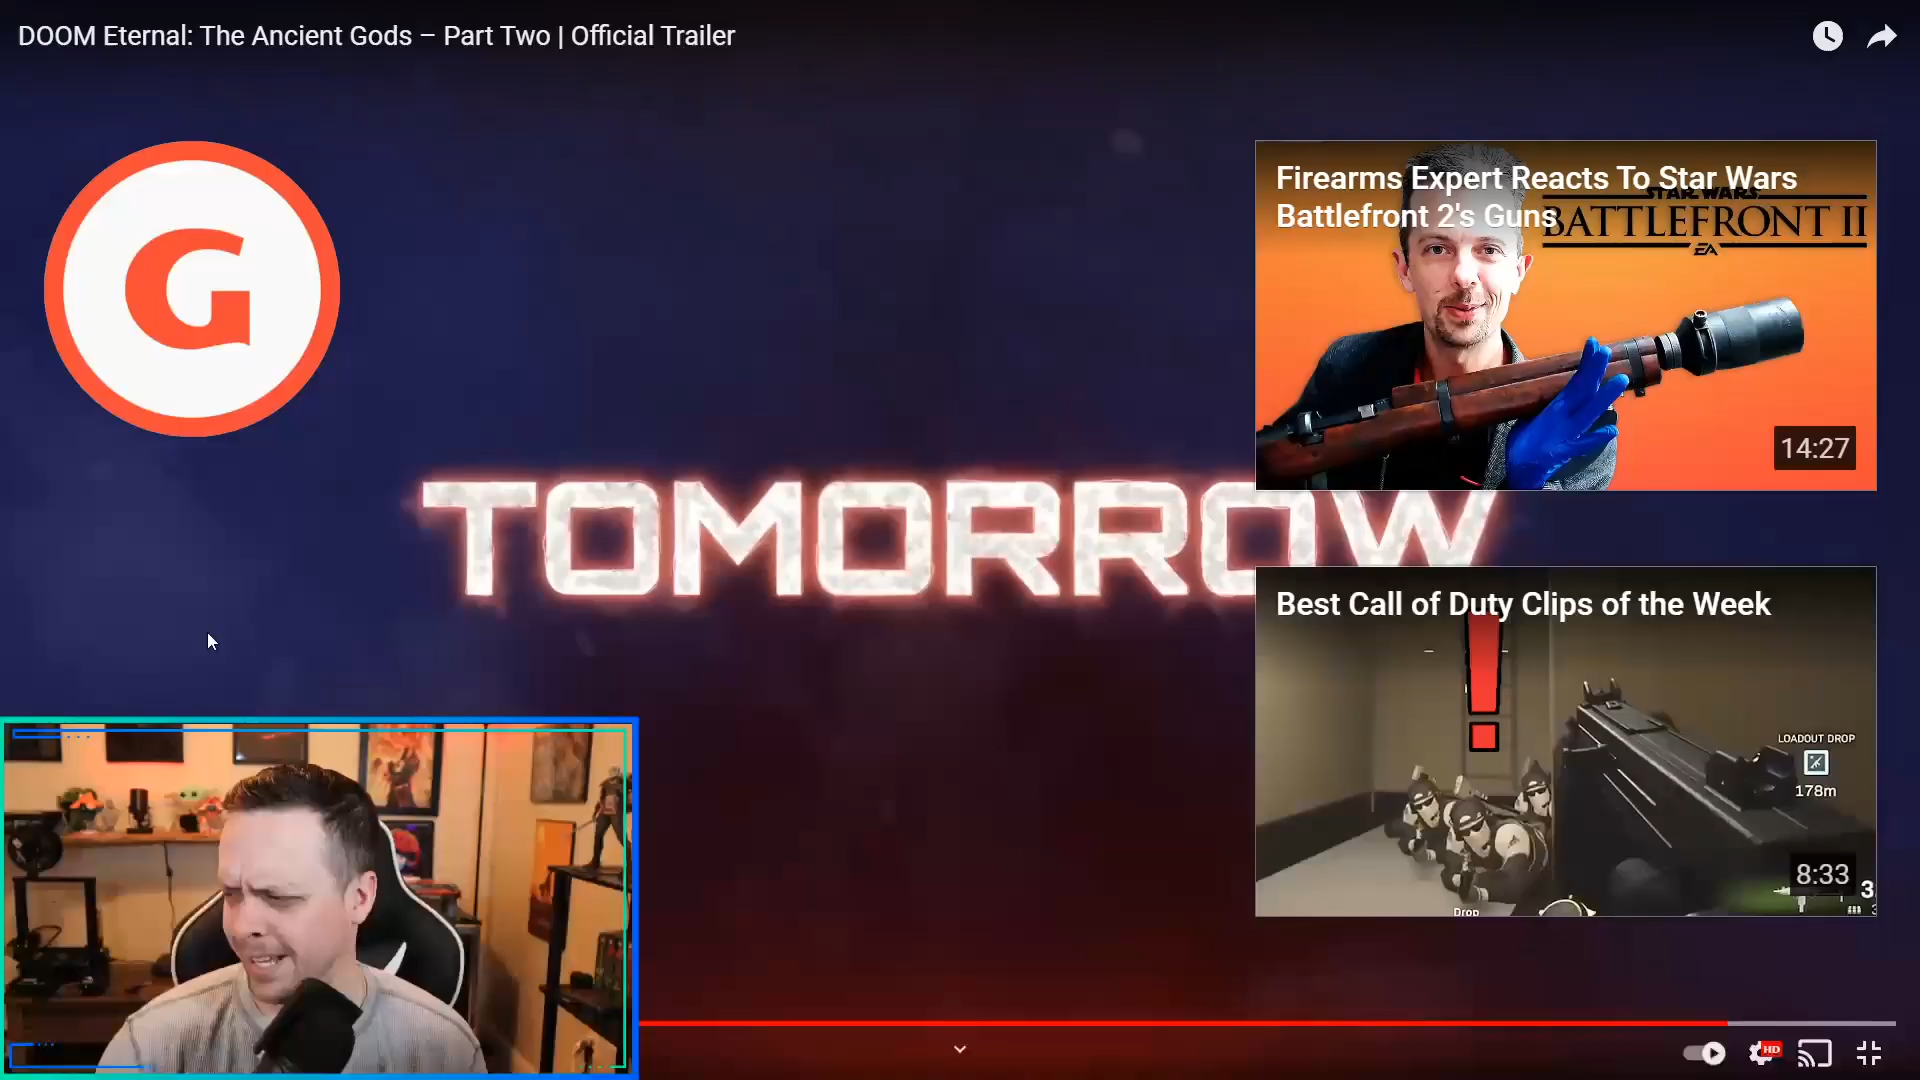 DOOM Eternal: The Ancient Gods – Part Two | Official Trailer
G
Firearms Expert Reacts To Star Wars
Battlefront 2's Guns
STAR WARS
BATTLEFRONT II
EA
14:27
TOMORROW
Best Call of Duty Clips of the Week
LOADOUT DROP
178m
8:33
3
Drop
HD